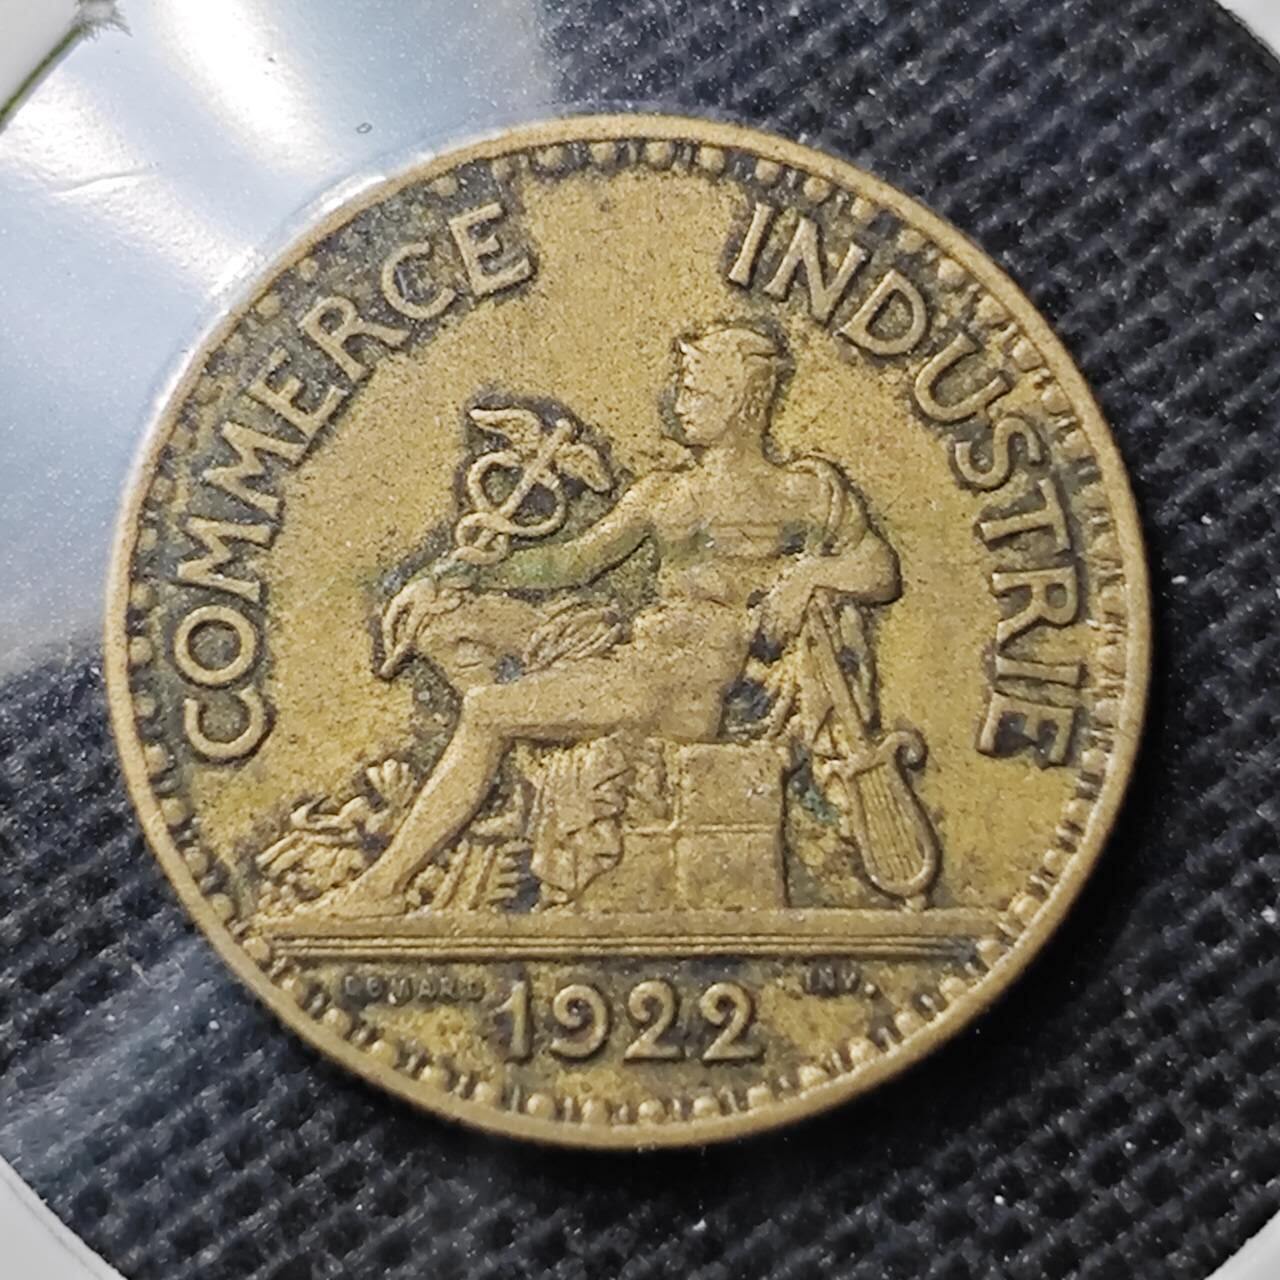 COMMERCE INDUSTRIE
DOMARD INV.
1922